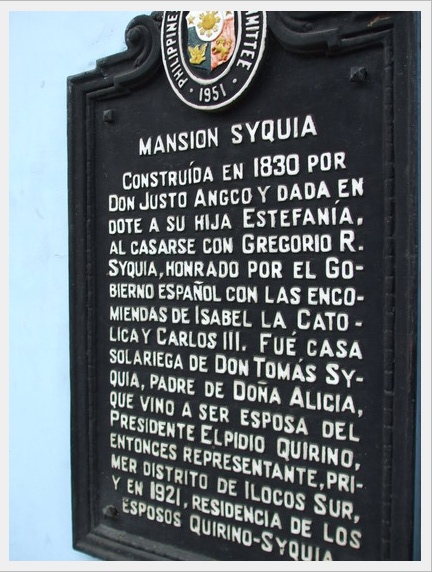 PHILIPPINES
MITTEE
• 1951 •
MANSION SYQUIA
CONSTRUÍDA EN 1830 POR
DON JUSTO ANGCO Y DADA EN
DOTE A SU HIJA ESTEFANÍA,
AL CASARSE CON GREGORIO R.
SYQUIA, HONRADO POR EL GO-
BIERNO ESPAÑOL CON LAS ENCO-
MIENDAS DE ISABEL LA CATO-
LICA Y CARLOS III. FUÉ CASA
SOLARIEGA DE DON TOMÁS SY-
QUIA, PADRE DE DOÑA ALICIA,
QUE VINO A SER ESPOSA DEL
PRESIDENTE ELPIDIO QUIRINO,
ENTONCES REPRESENTANTE, PRI-
MER DISTRITO DE ILOCOS SUR,
Y EN 1921, RESIDENCIA DE LOS
ESPOSOS QUIRINO-SYQUIA